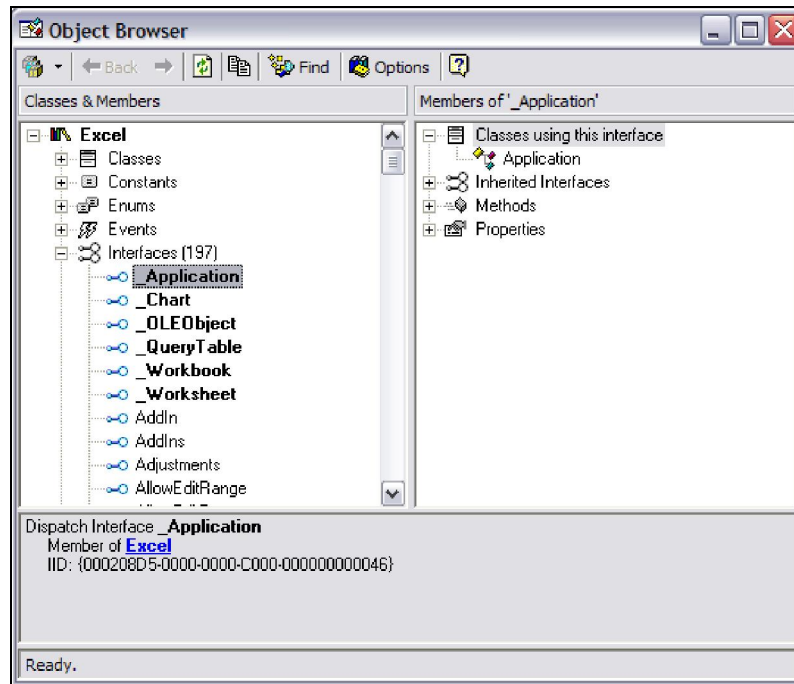 Object Browser
Back Find Options
Classes & Members
Members of '_Application'
Excel
Classes
Constants
Enums
Events
Interfaces (197)
_Application
_Chart
_OLEObject
_QueryTable
_Workbook
_Worksheet
AddIn
AddIns
Adjustments
AllowEditRange
Classes using this interface
Application
Inherited Interfaces
Methods
Properties
Dispatch Interface _Application
Member of Excel
IID: {000208D5-0000-0000-C000-000000000046}
Ready.